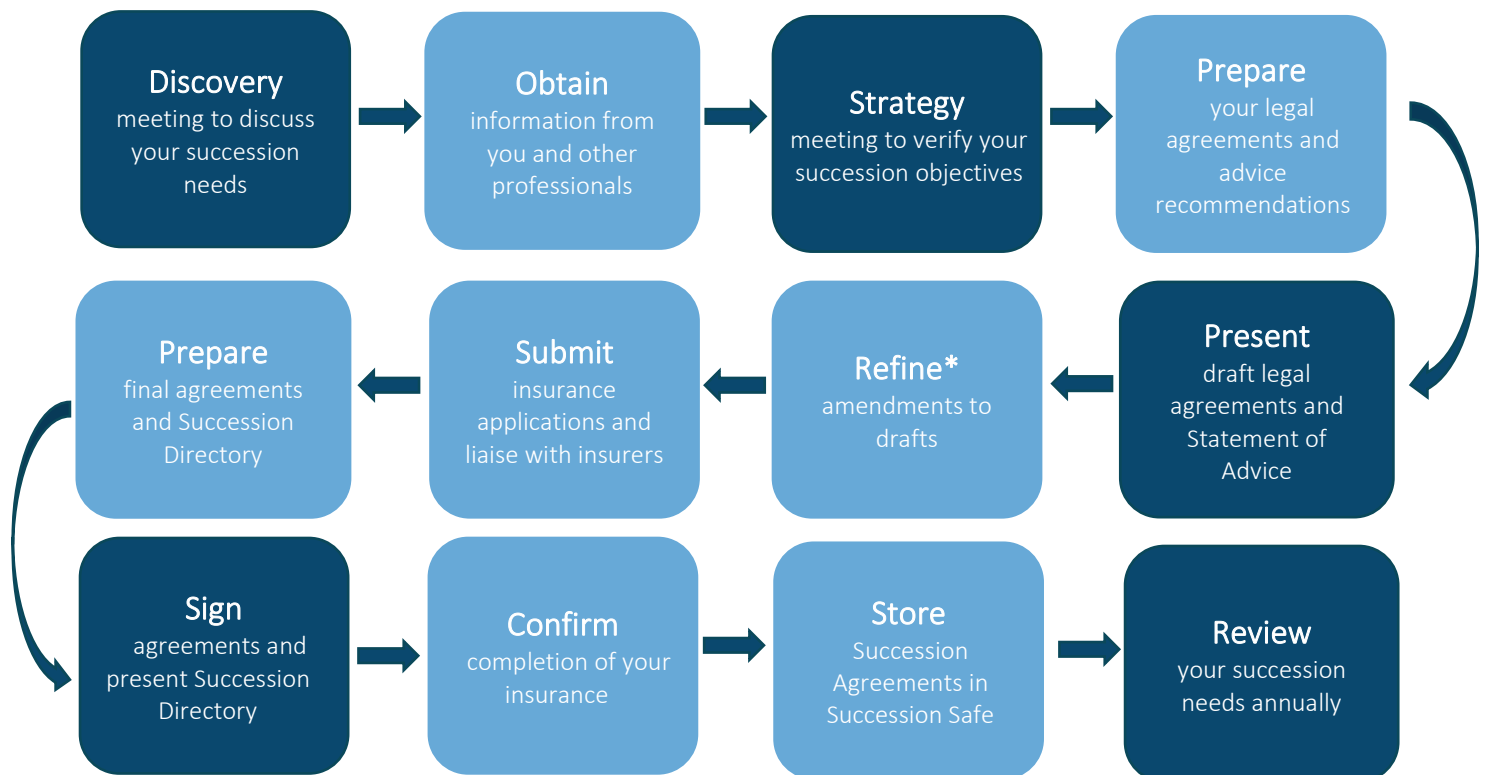 Discovery
meeting to discuss
your succession
needs
Obtain
information from
you and other
professionals
Strategy
meeting to verify your
succession objectives
Prepare
your legal
agreements and
advice
recommendations
Present
draft legal
agreements and
Statement of
Advice
Refine*
amendments to
drafts
Submit
insurance
applications and
liaise with insurers
Prepare
final agreements
and Succession
Directory
Sign
agreements and
present Succession
Directory
Confirm
completion of your
insurance
Store
Succession
Agreements in
Succession Safe
Review
your succession
needs annually